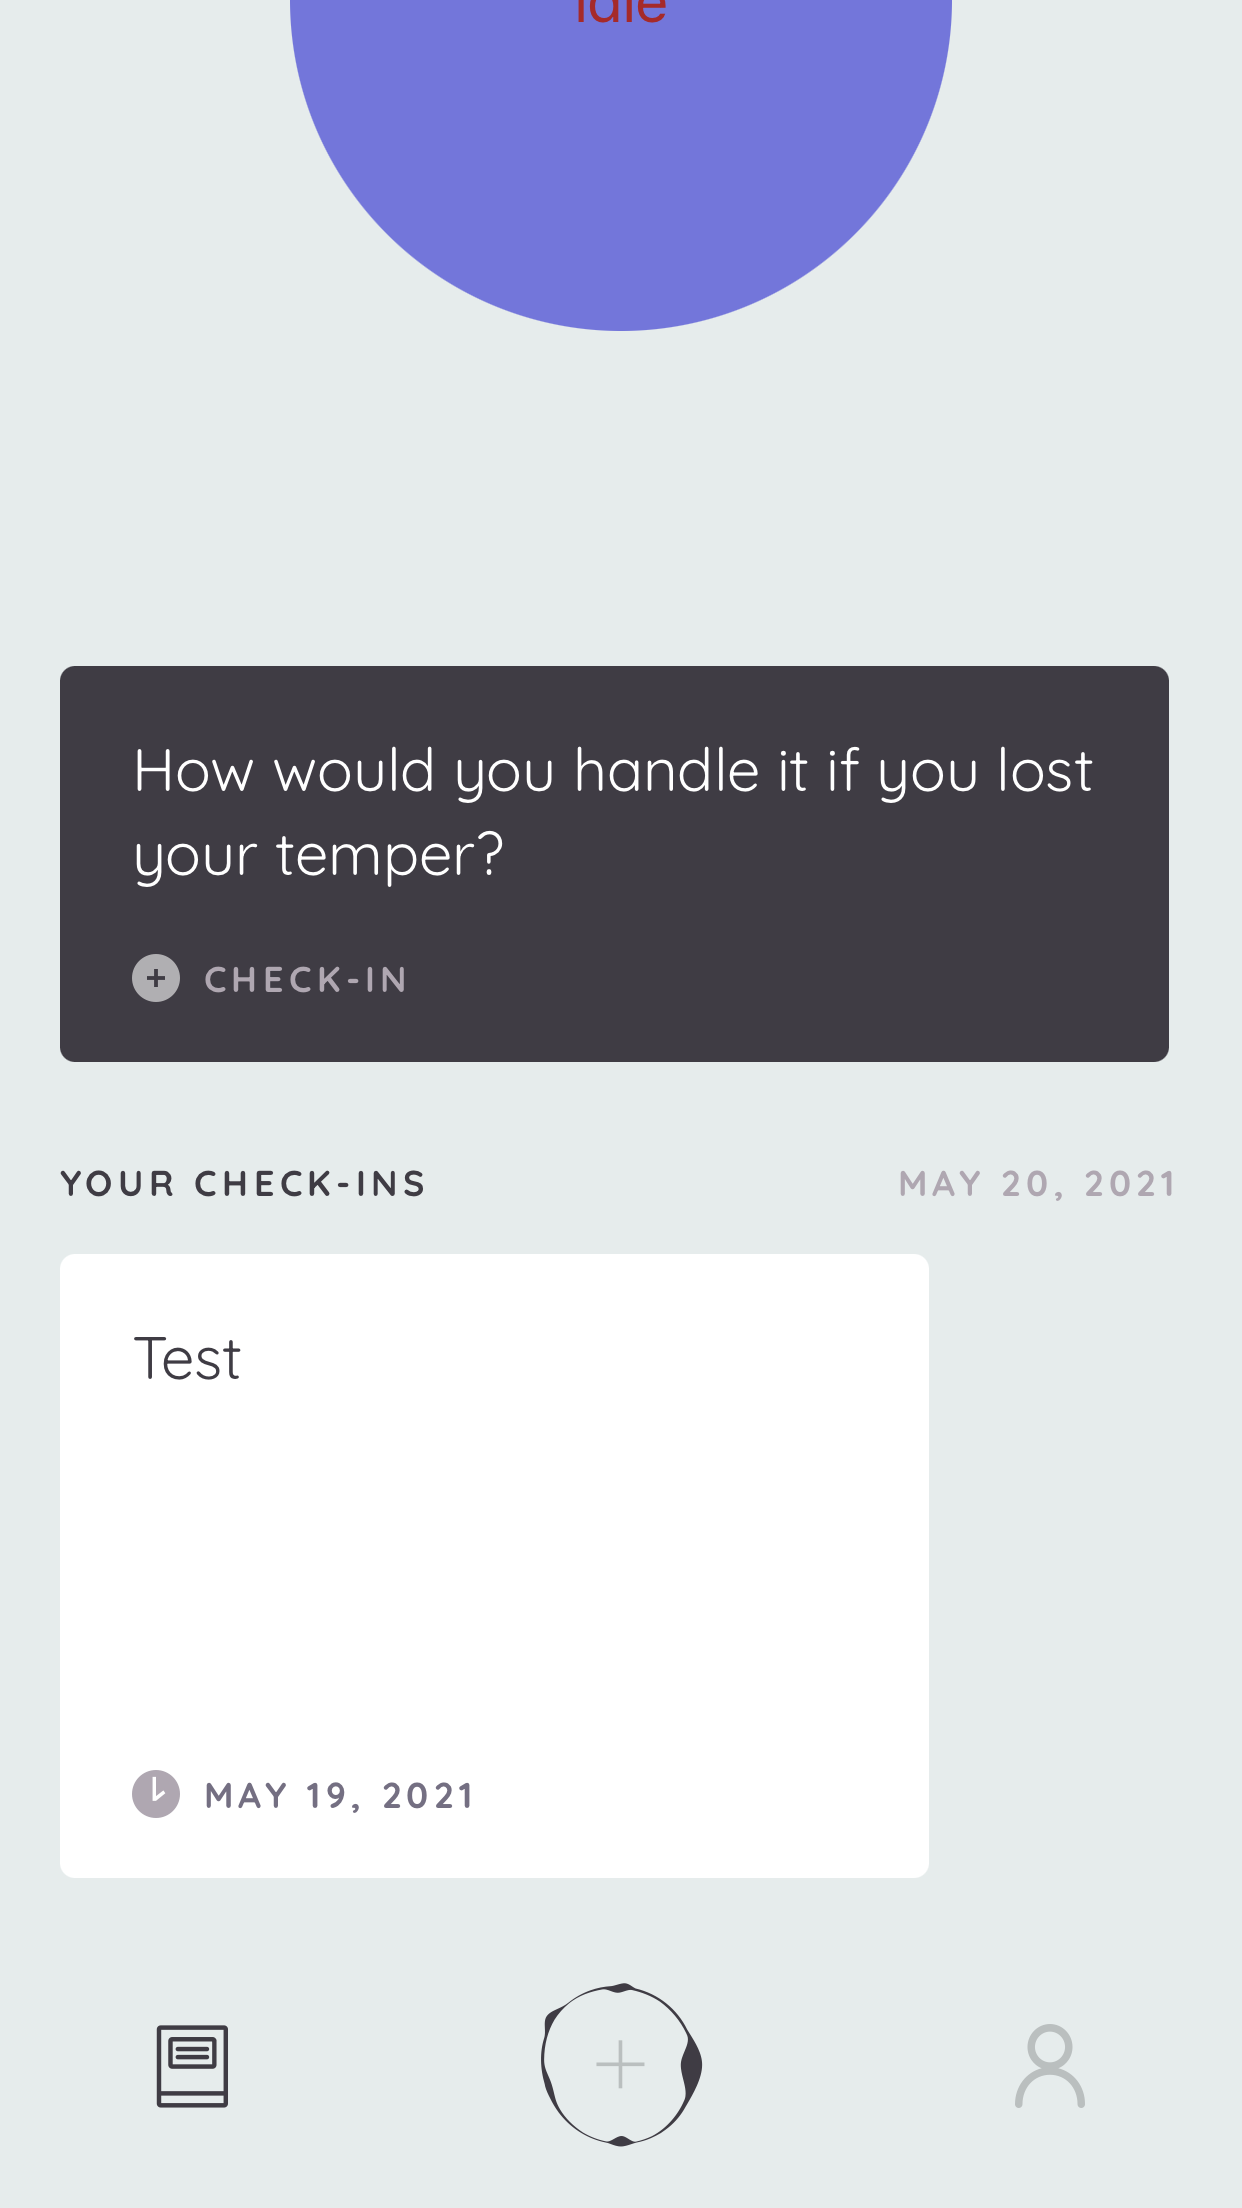 Idle
How would you handle it if you lost
your temper?
CHECK-IN
YOUR CHECK-INS
MAY 20, 2021
Test
MAY 19, 2021